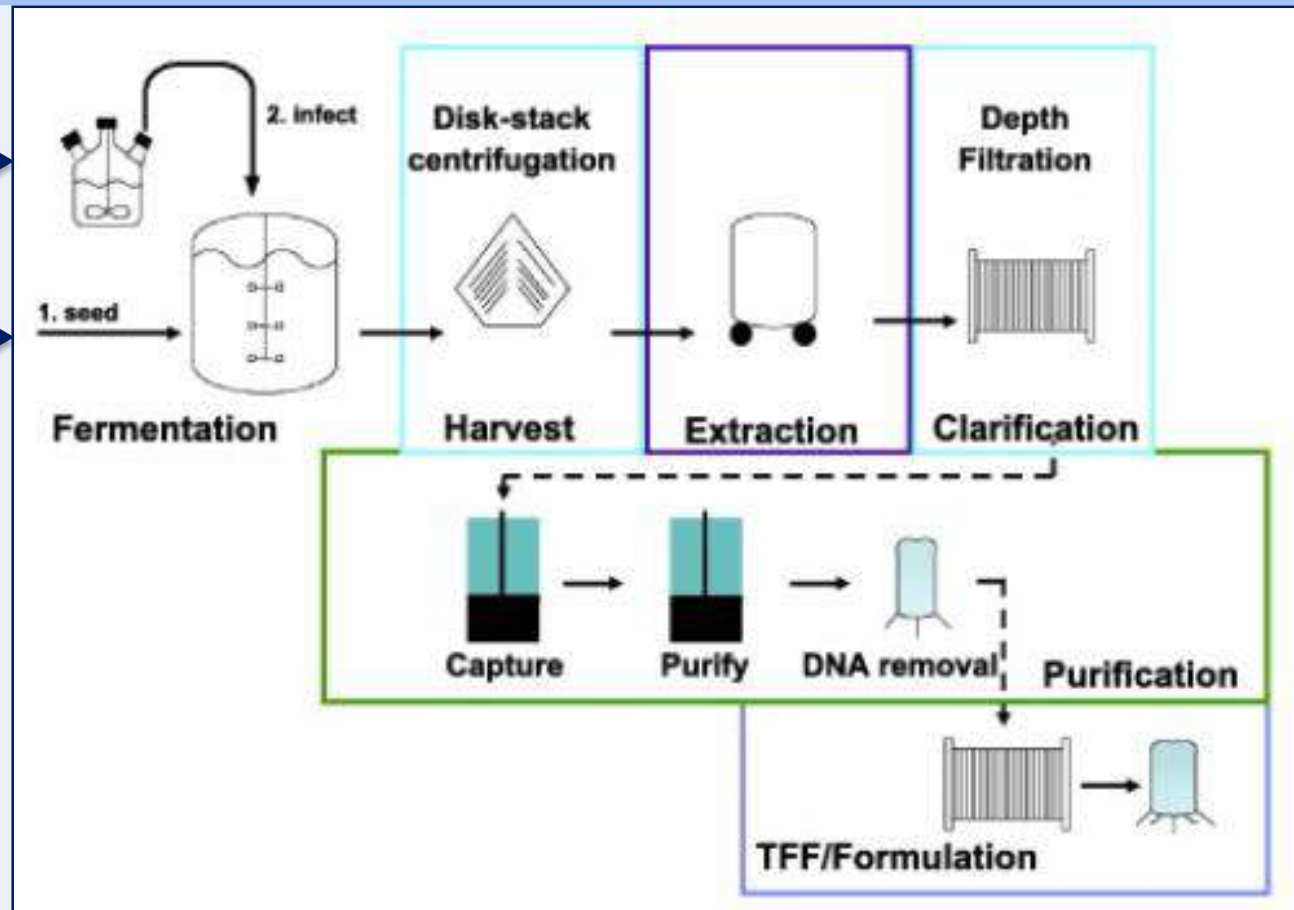 2. infect
1. seed
Fermentation
Disk-stack
centrifugation
Harvest
Extraction
Depth
Filtration
Clarification
Capture
Purify
DNA removal
Purification
TFF/Formulation